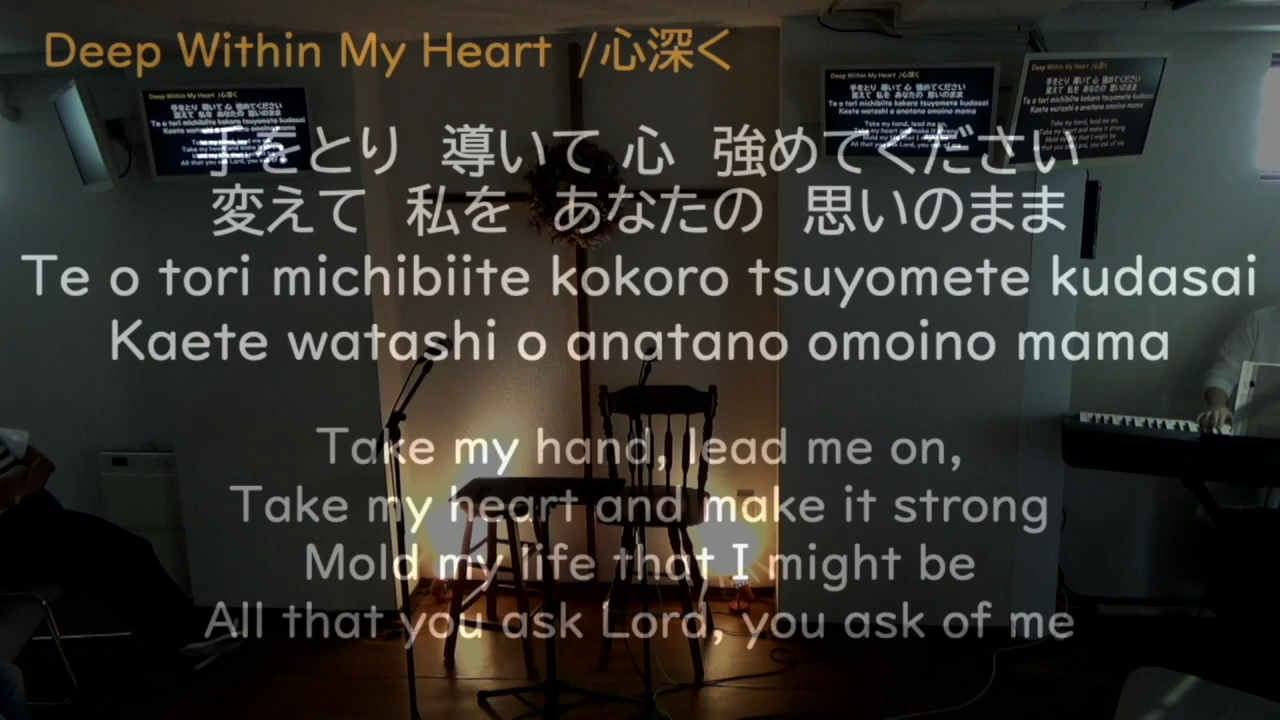 Deep Within My Heart /心深く
手をとり 導いて 心 強めてください
変えて 私を あなたの 思いのまま
Te o tori michibiite kokoro tsuyomete kudasai
Kaete watashi o anatano omoino mama
Take my hand, lead me on,
Take my heart and make it strong
Mold my life that I might be
All that you ask Lord, you ask of me